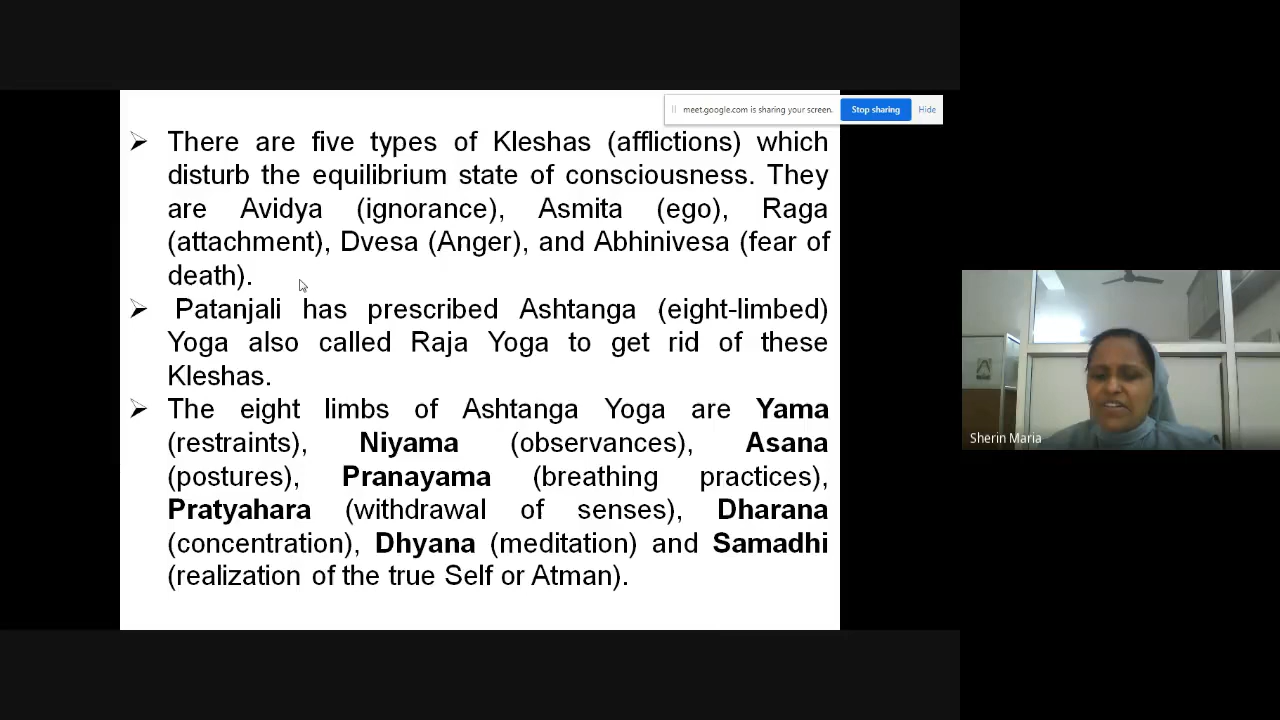 meet.google.com is sharing your screen.
Stop sharing
Hide
➢ There are five types of Kleshas (afflictions) which
disturb the equilibrium state of consciousness. They
are Avidya (ignorance), Asmita (ego), Raga
(attachment), Dvesa (Anger), and Abhinivesa (fear of
death).
➢ Patanjali has prescribed Ashtanga (eight-limbed)
Yoga also called Raja Yoga to get rid of these
Kleshas.
➢ The eight limbs of Ashtanga Yoga are Yama
(restraints), Niyama (observances), Asana
(postures), Pranayama (breathing practices),
Pratyahara (withdrawal of senses), Dharana
(concentration), Dhyana (meditation) and Samadhi
(realization of the true Self or Atman).
Sherin Maria